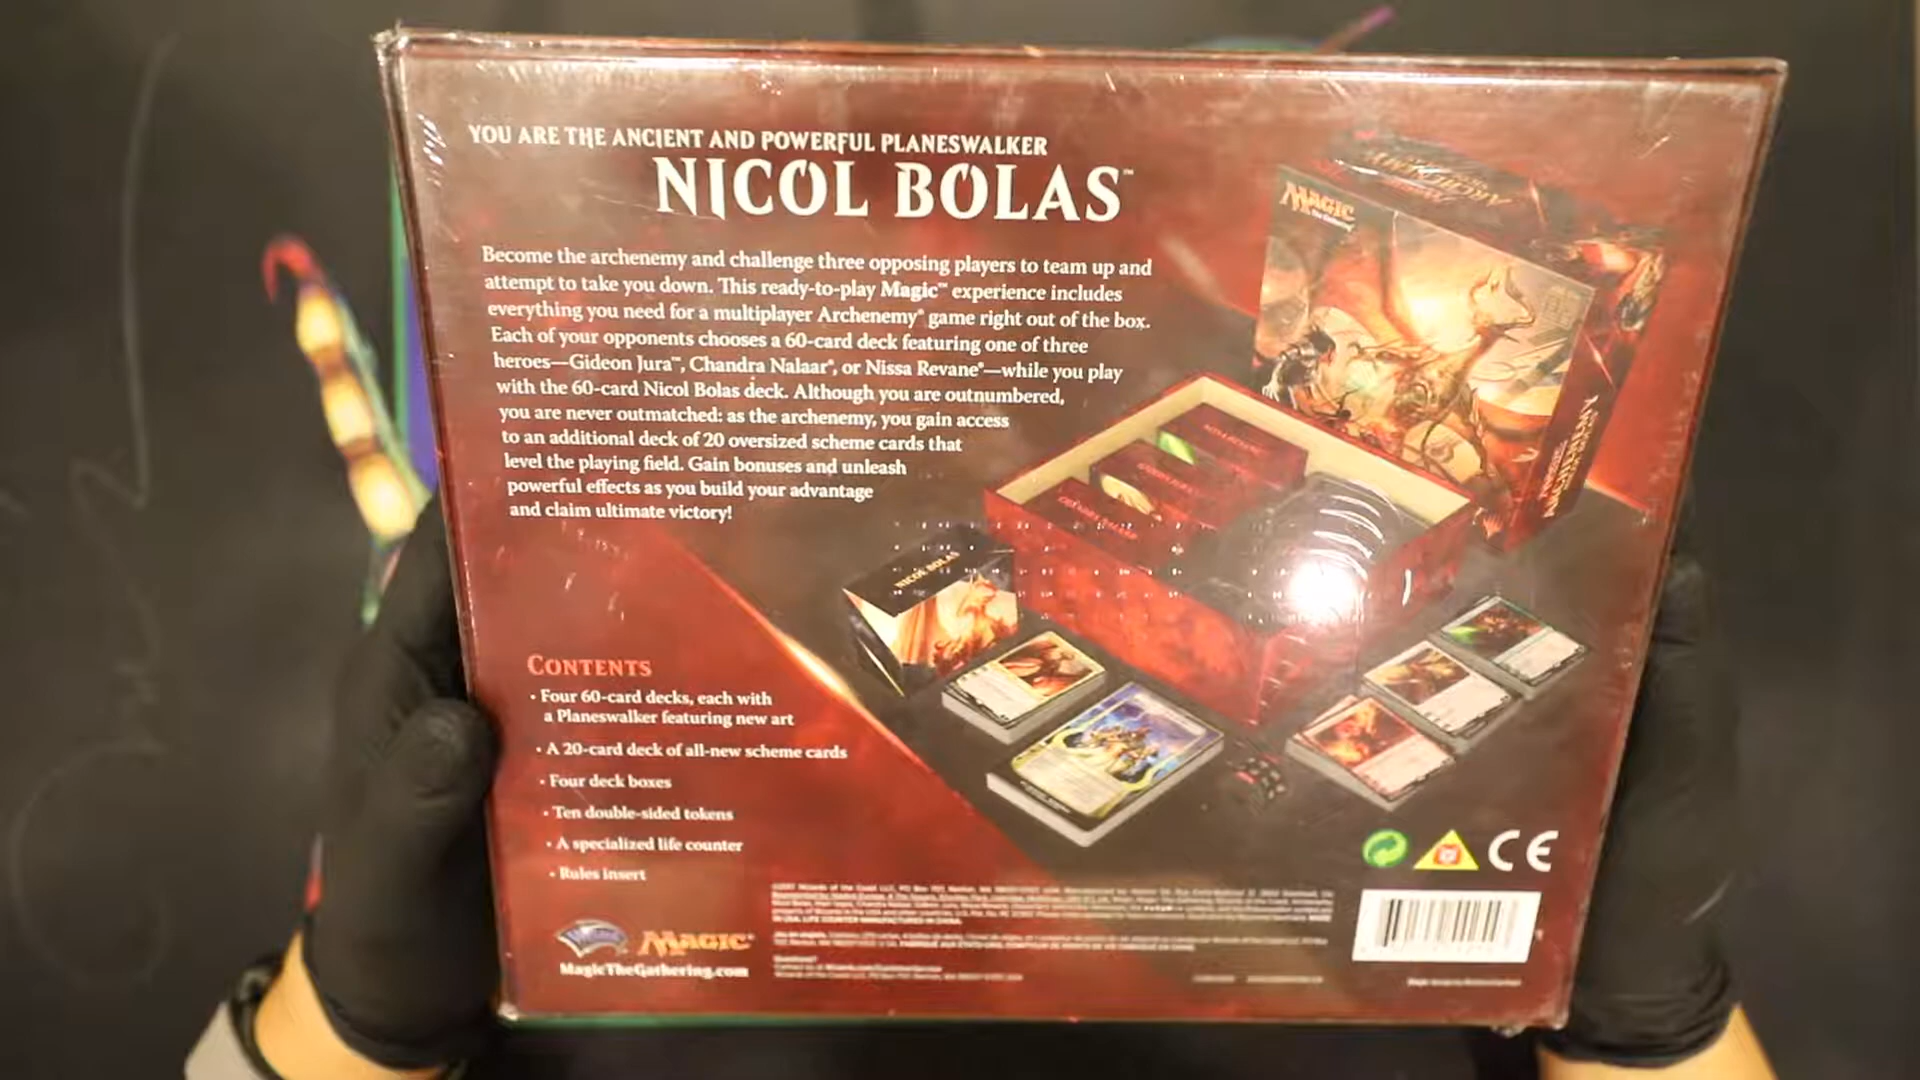 YOU ARE THE ANCIENT AND POWERFUL PLANESWALKER
NICOL BOLAS™
Become the archenemy and challenge three opposing players to team up and
attempt to take you down. This ready-to-play Magic™ experience includes
everything you need for a multiplayer Archenemy® game right out of the box.
Each of your opponents chooses a 60-card deck featuring one of three
heroes—Gideon Jura™, Chandra Nalaar®, or Nissa Revane®—while you play
with the 60-card Nicol Bolas deck. Although you are outnumbered,
you are never outmatched: as the archenemy, you gain access
to an additional deck of 20 oversized scheme cards that
level the playing field. Gain bonuses and unleash
powerful effects as you build your advantage
and claim ultimate victory!
MAGIC
The Gathering
ARCHENEMY
NICOL BOLAS
CONTENTS
• Four 60-card decks, each with
a Planeswalker featuring new art
• A 20-card deck of all-new scheme cards
• Four deck boxes
• Ten double-sided tokens
• A specialized life counter
• Rules insert
CE
Wizards
MAGIC®
MagicTheGathering.com
Questions?